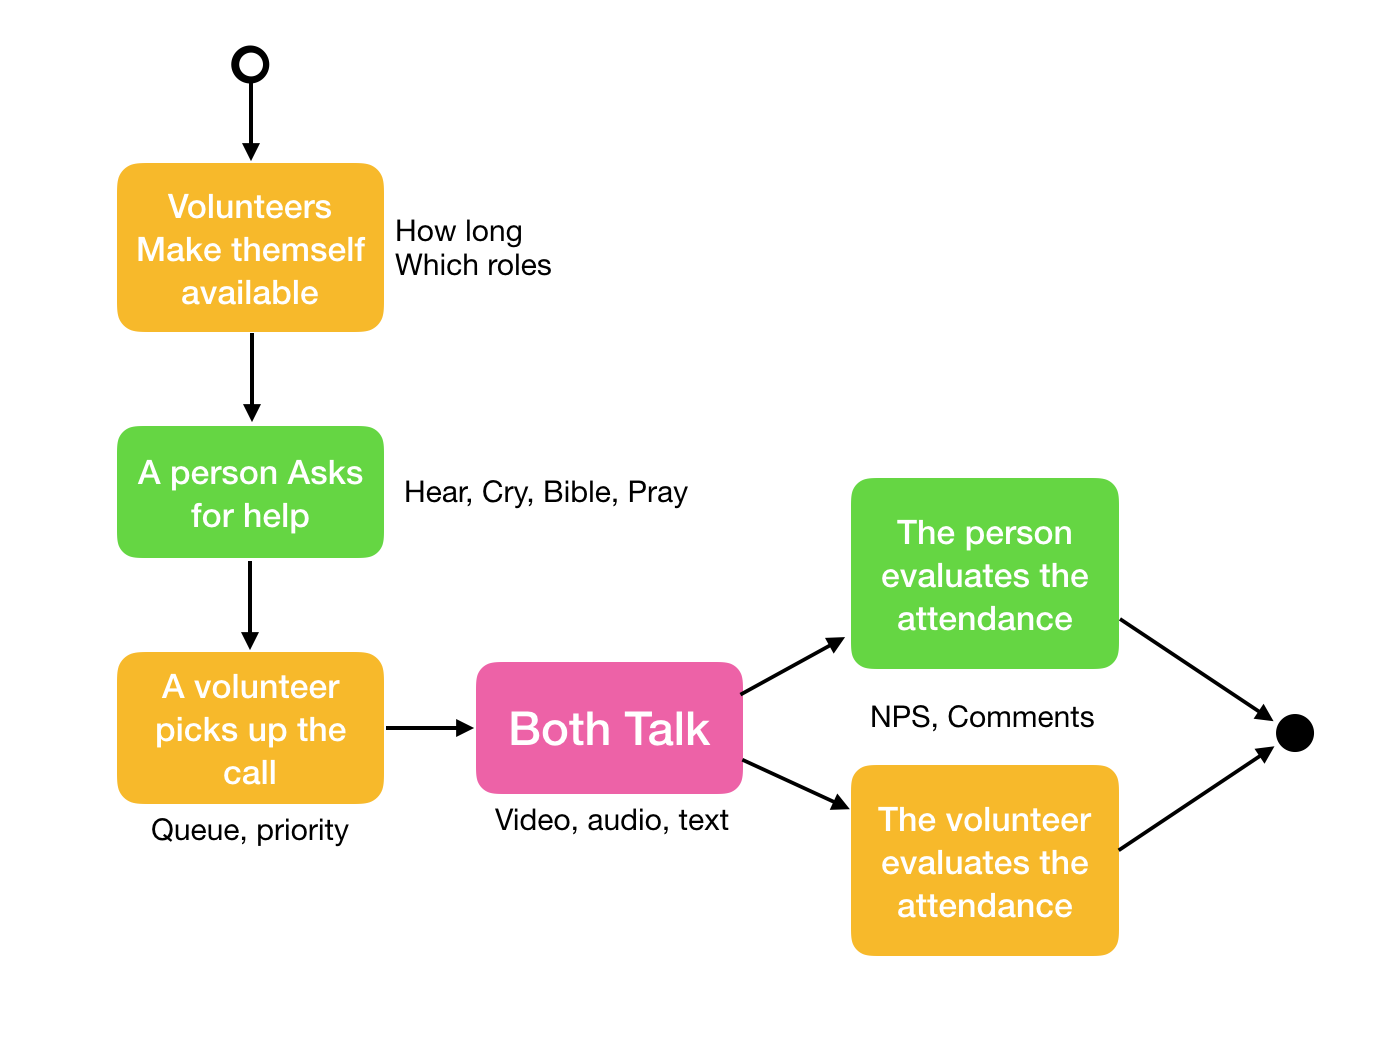 Volunteers
Make themself
available
How long
Which roles
A person Asks
for help
Hear, Cry, Bible, Pray
A volunteer
picks up the
call
Queue, priority
Both Talk
Video, audio, text
The person
evaluates the
attendance
NPS, Comments
The volunteer
evaluates the
attendance